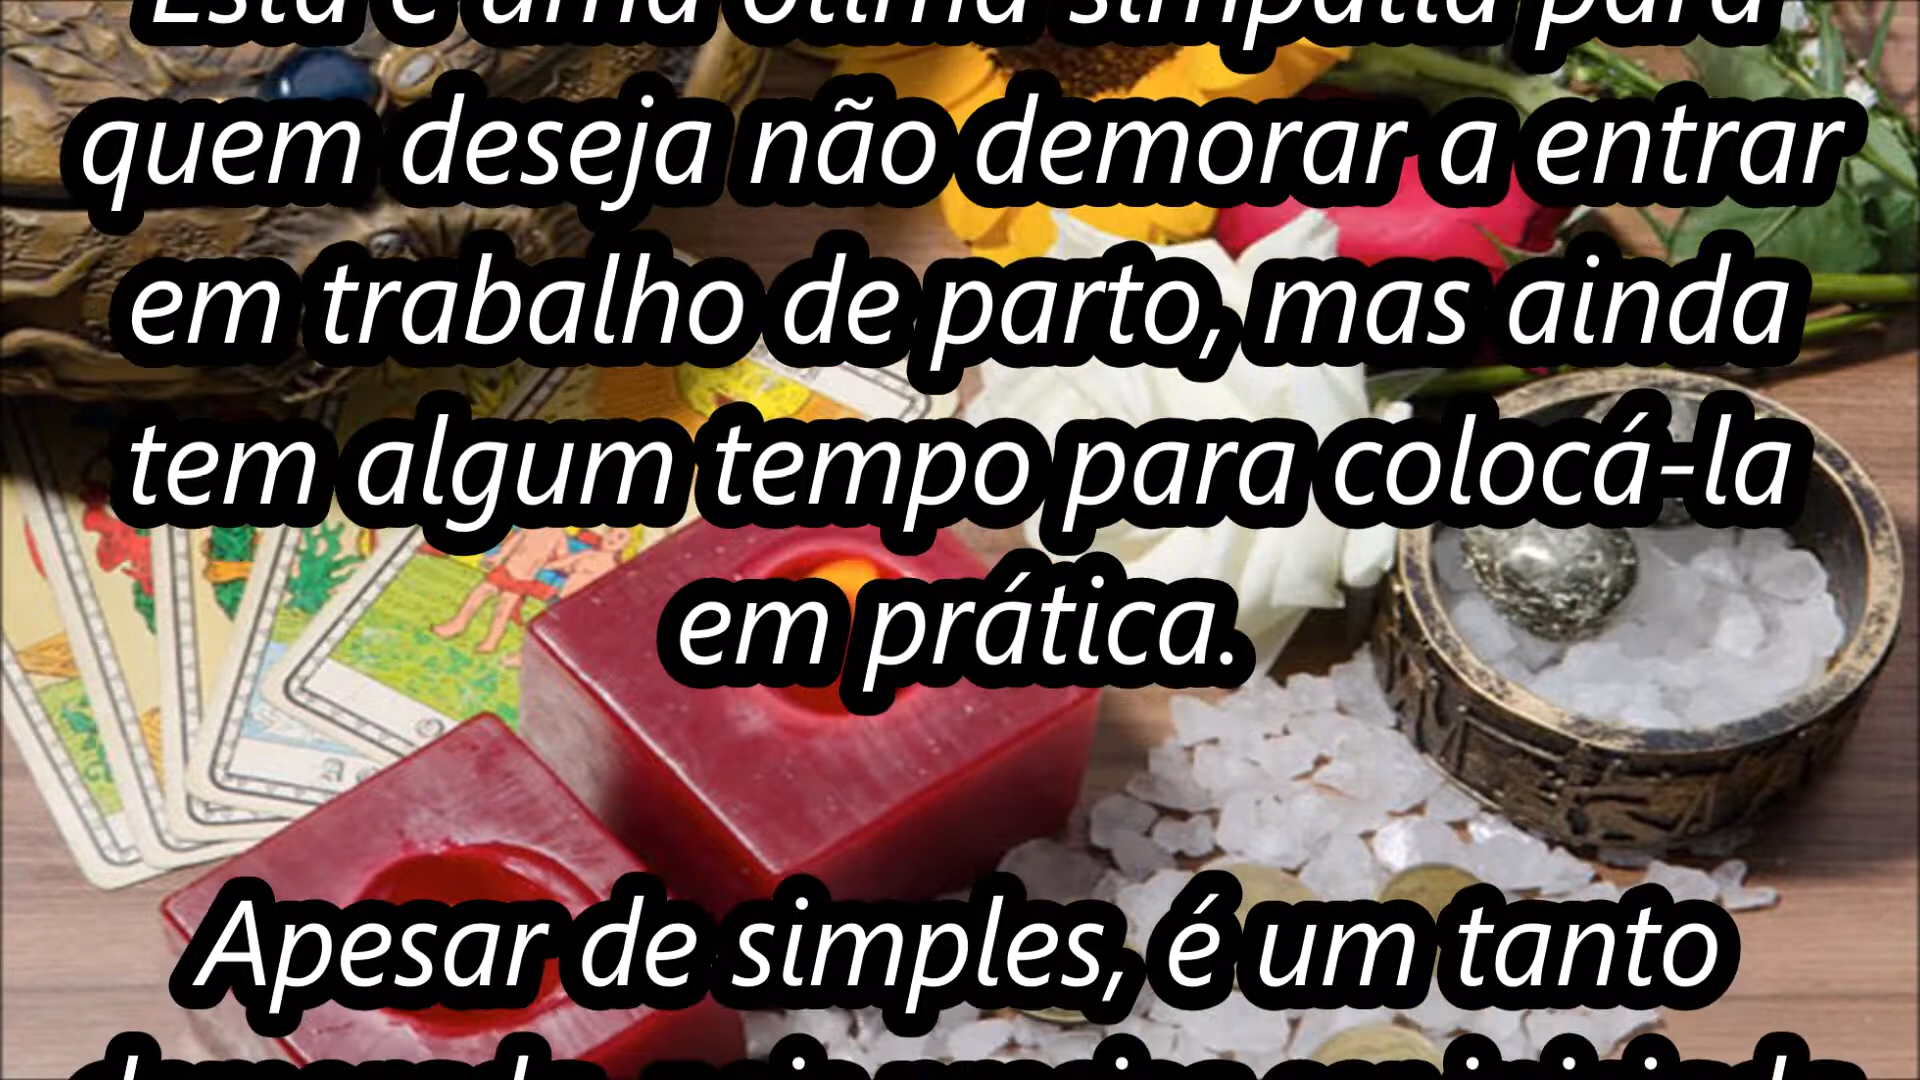 Esta é uma ótima simpatia para
quem deseja não demorar a entrar
em trabalho de parto, mas ainda
tem algum tempo para colocá-la
em prática.
Apesar de simples, é um tanto